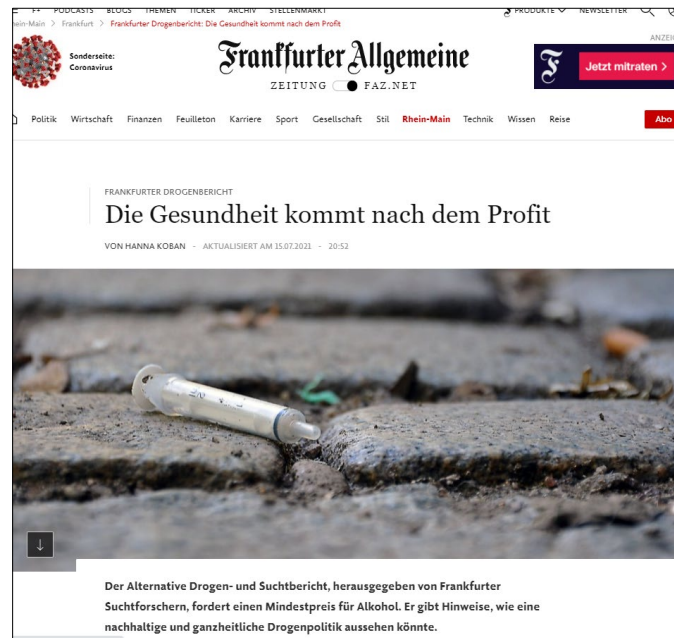 F+ PODCASTS BLOGS THEMEN TICKER ARCHIV STELLENMARKT PRODUKTE NEWSLETTER
> Frankfurt > Frankfurter Drogenbericht: Die Gesundheit kommt nach dem Profit
ANZEI
Sonderseite:
Coronavirus
Frankfurter Allgemeine
ZEITUNG FAZ.NET
F Jetzt mitraten >
Politik Wirtschaft Finanzen Feuilleton Karriere Sport Gesellschaft Stil Rhein-Main Technik Wissen Reise Abo
FRANKFURTER DROGENBERICHT
Die Gesundheit kommt nach dem Profit
VON HANNA KOBAN - AKTUALISIERT AM 15.07.2021 - 20:52
Der Alternative Drogen- und Suchtbericht, herausgegeben von Frankfurter
Suchtforschern, fordert einen Mindestpreis für Alkohol. Er gibt Hinweise, wie eine
nachhaltige und ganzheitliche Drogenpolitik aussehen könnte.